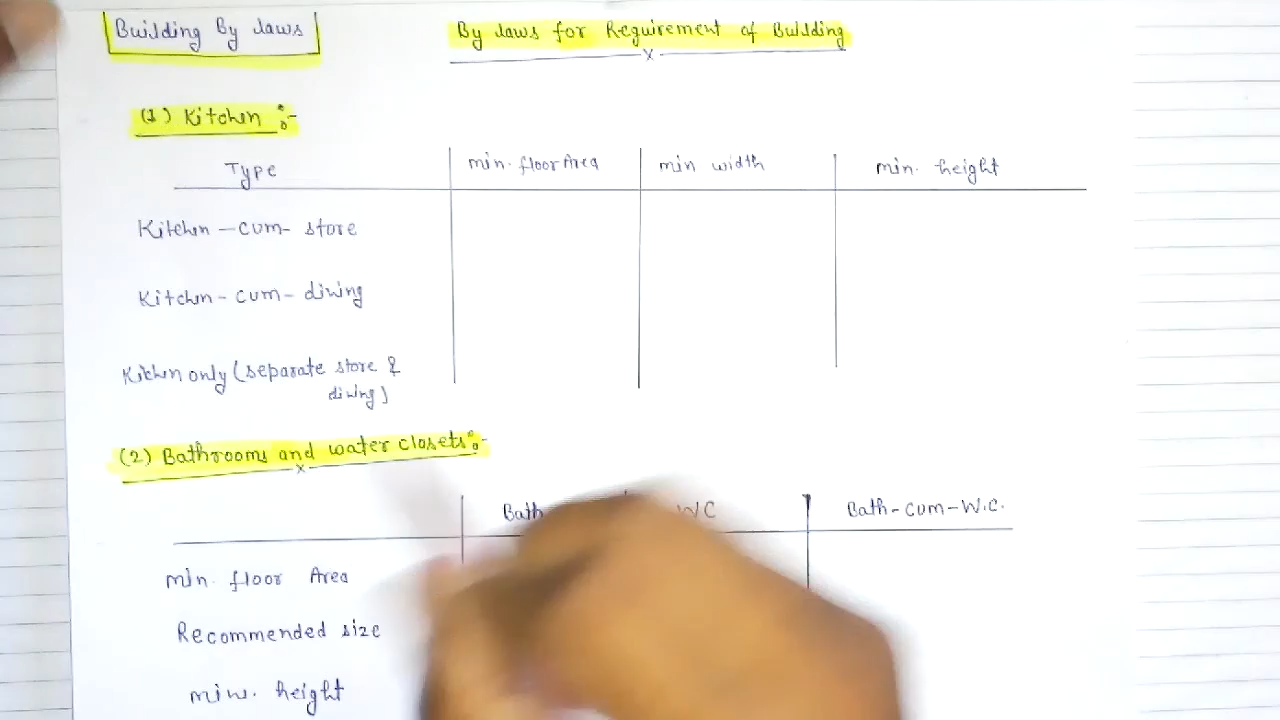 Building By laws
By laws for Requirement of Building
x
(1) Kitchen :-
Type min. floor Area min width min. height
Kitchen - cum - store
Kitchen - cum - dining
Kitchen only (separate store &
dining)
(2) Bathrooms and water closets :-
x
Bath WC Bath - cum - W.C.
min. floor Area
Recommended size
min. height